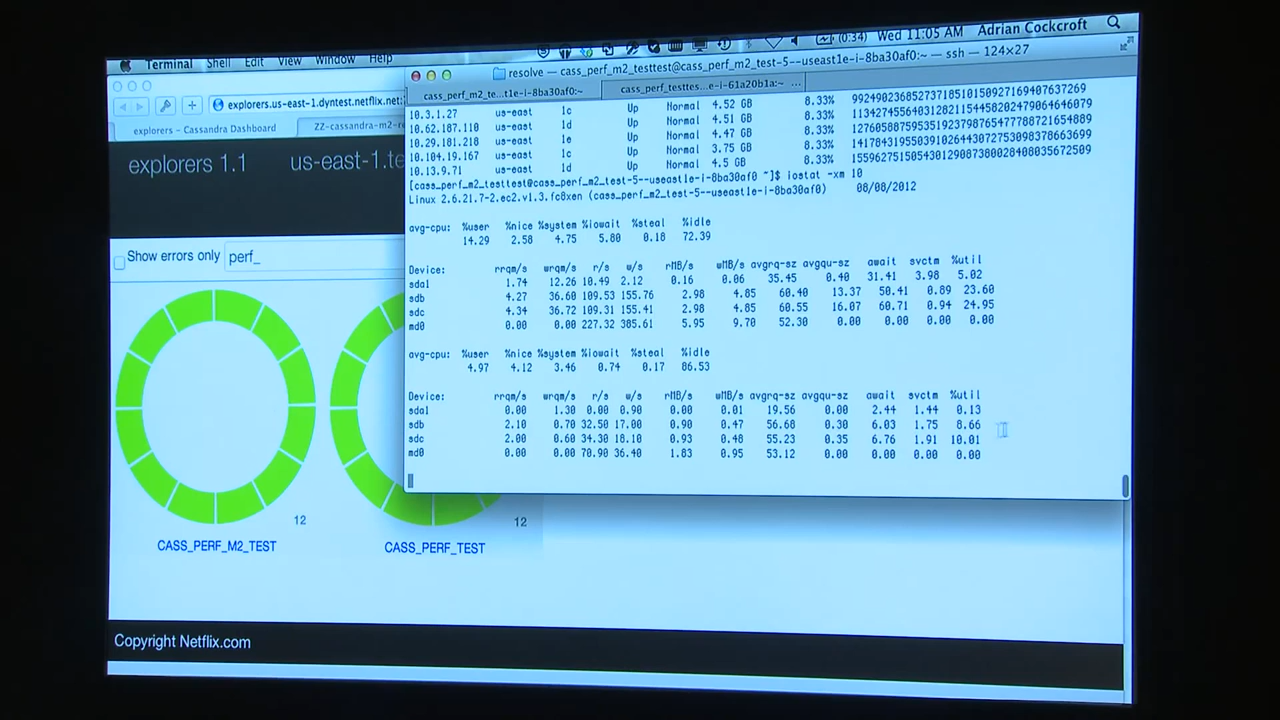 Terminal Shell Edit View Window Help
(0:34) Wed 11:05 AM Adrian Cockcroft
resolve — cass_perf_m2_testtest@cass_perf_m2_test-5--useast1e-i-8ba30af0:~ — ssh — 124×27
cass_perf_m2_te...t1e-i-8ba30af0:~ cass_perf_testtes...e-i-61a20b1a:~ ...
explorers.us-east-1.dyntest.netflix.net:
explorers – Cassandra Dashboard ZZ-cassandra-m2-re
explorers 1.1 us-east-1.te
Show errors only perf_
10.3.1.27 us-east 1c Up Normal 4.52 GB 8.33%
10.62.187.110 us-east 1d Up Normal 4.51 GB 8.33%
10.29.181.218 us-east 1e Up Normal 4.47 GB 8.33%
10.104.19.167 us-east 1c Up Normal 3.75 GB 8.33%
10.13.9.71 us-east 1d Up Normal 4.5 GB 8.33%
[cass_perf_m2_testtest@cass_perf_m2_test-5--useast1e-i-8ba30af0 ~]$ iostat -xm 10
Linux 2.6.21.7-2.ec2.v1.3.fc8xen (cass_perf_m2_test-5--useast1e-i-8ba30af0) 08/08/2012
avg-cpu: %user %nice %system %iowait %steal %idle
14.29 2.58 4.75 5.80 0.18 72.39
Device: rrqm/s wrqm/s r/s w/s rMB/s wMB/s avgrq-sz avgqu-sz await svctm %util
sda1 1.74 12.26 10.49 2.12 0.16 0.06 35.45 0.40 31.41 3.98 5.02
sdb 4.27 36.60 109.53 155.76 2.98 4.85 60.40 13.37 50.41 0.89 23.60
sdc 4.34 36.72 109.31 155.41 2.98 4.85 60.55 16.07 60.71 0.94 24.95
md0 0.00 0.00 227.32 385.61 5.95 9.70 52.30 0.00 0.00 0.00 0.00
avg-cpu: %user %nice %system %iowait %steal %idle
4.97 4.12 3.46 0.74 0.17 86.53
Device: rrqm/s wrqm/s r/s w/s rMB/s wMB/s avgrq-sz avgqu-sz await svctm %util
sda1 0.00 1.30 0.00 0.90 0.00 0.01 19.56 0.00 2.44 1.44 0.13
sdb 2.10 0.70 32.50 17.00 0.90 0.47 56.68 0.30 6.03 1.75 8.66
sdc 2.00 0.60 34.30 18.10 0.93 0.48 55.23 0.35 6.76 1.91 10.01
md0 0.00 0.00 70.90 36.40 1.83 0.95 53.12 0.00 0.00 0.00 0.00
12 12
CASS_PERF_M2_TEST CASS_PERF_TEST
Copyright Netflix.com